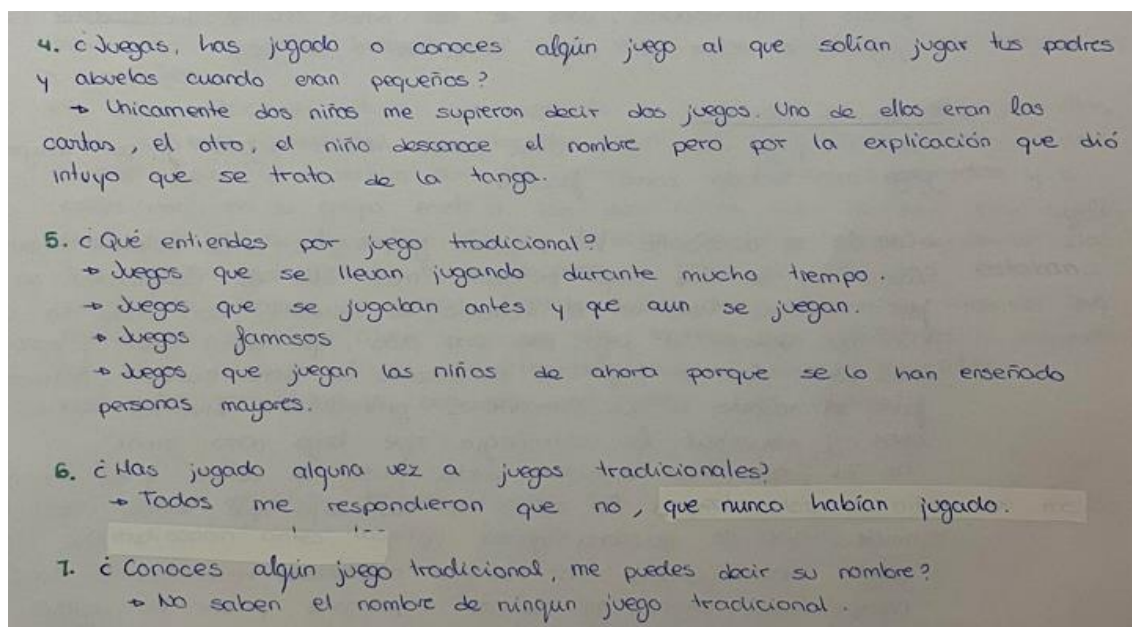 4. ¿Juegas, has jugado o conoces algún juego al que solían jugar tus padres
y abuelos cuando eran pequeños?
→ Unicamente dos niños me supieron decir dos juegos. Uno de ellos eran las
cartas, el otro, el niño desconoce el nombre pero por la explicación que dió
intuyo que se trata de la tanga.
5. ¿Qué entiendes por juego tradicional?
→ Juegos que se llevan jugando durante mucho tiempo.
→ Juegos que se jugaban antes y que aun se juegan.
→ Juegos famosos
→ Juegos que juegan los niños de ahora porque se lo han enseñado
personas mayores.
6. ¿Has jugado alguna vez a juegos tradicionales?
→ Todos me respondieron que no, que nunca habían jugado.
7. ¿Conoces algún juego tradicional, me puedes decir su nombre?
→ No saben el nombre de ningun juego tradicional.